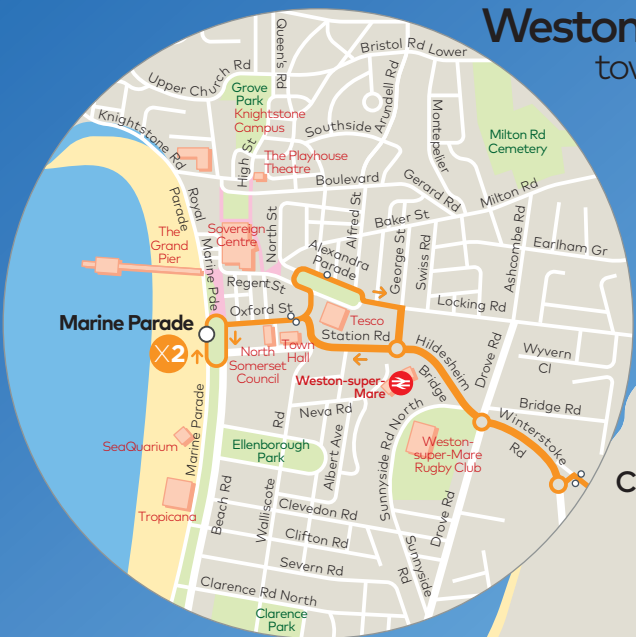 Weston
tow
Bristol Rd Lower
Queen's Rd
Upper Church Rd
Arundell Rd
Grove
Park
Knightstone
Campus
Montepelier
Knightstone Rd
Southside
Milton Rd
Cemetery
High St
The Playhouse
Theatre
Boulevard
Gerard Rd
Milton Rd
Royal
Parade
Alfred St
Baker St
Ashcombe Rd
The
Grand
Pier
Sovereign
Centre
North St
Alexandra
Parade
George St
Swiss Rd
Earlham Gr
Marine Pde
Regent St
Locking Rd
Oxford St
Tesco
Marine Parade
X2
Station Rd
Town
Hall
North
Somerset
Council
Hildesheim
Bridge
Drove Rd
Wyvern
Cl
Weston-super-
Mare
Bridge Rd
Neva Rd
Marine Parade
Rd
Walliscote
Albert Ave
Sunnyside Rd North
Weston-
super-Mare
Rugby Club
Winterstoke
Rd
SeaQuarium
Ellenborough
Park
C
Tropicana
Beach Rd
Clevedon Rd
Drove Rd
Clifton Rd
Sunnyside
Rd
Severn Rd
Clarence Rd North
Clarence
Park